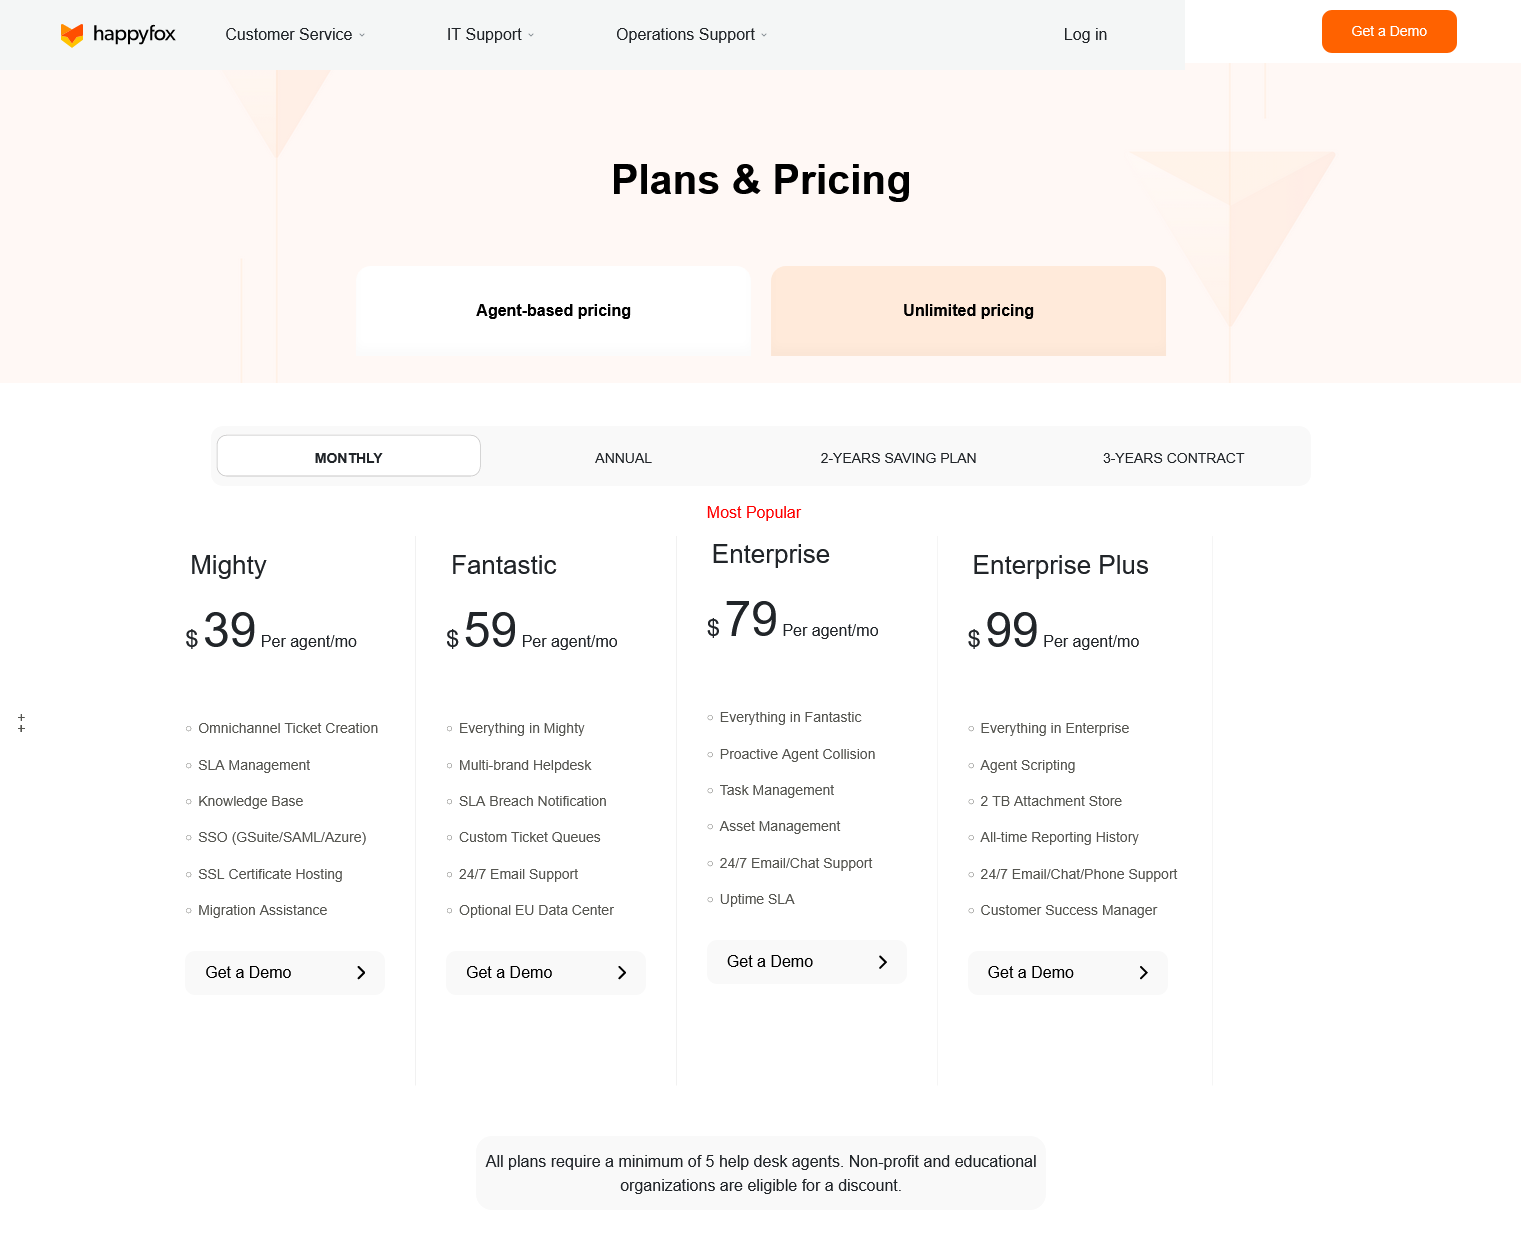 happyfox
Customer Service
IT Support
Operations Support
Log in
Get a Demo
Plans & Pricing
Agent-based pricing
Unlimited pricing
MONTHLY
ANNUAL
2-YEARS SAVING PLAN
3-YEARS CONTRACT
Mighty
$ 39 Per agent/mo
Omnichannel Ticket Creation
SLA Management
Knowledge Base
SSO (GSuite/SAML/Azure)
SSL Certificate Hosting
Migration Assistance
Get a Demo
Fantastic
$ 59 Per agent/mo
Everything in Mighty
Multi-brand Helpdesk
SLA Breach Notification
Custom Ticket Queues
24/7 Email Support
Optional EU Data Center
Get a Demo
Most Popular
Enterprise
$ 79 Per agent/mo
Everything in Fantastic
Proactive Agent Collision
Task Management
Asset Management
24/7 Email/Chat Support
Uptime SLA
Get a Demo
Enterprise Plus
$ 99 Per agent/mo
Everything in Enterprise
Agent Scripting
2 TB Attachment Store
All-time Reporting History
24/7 Email/Chat/Phone Support
Customer Success Manager
Get a Demo
+
+
All plans require a minimum of 5 help desk agents. Non-profit and educational
organizations are eligible for a discount.